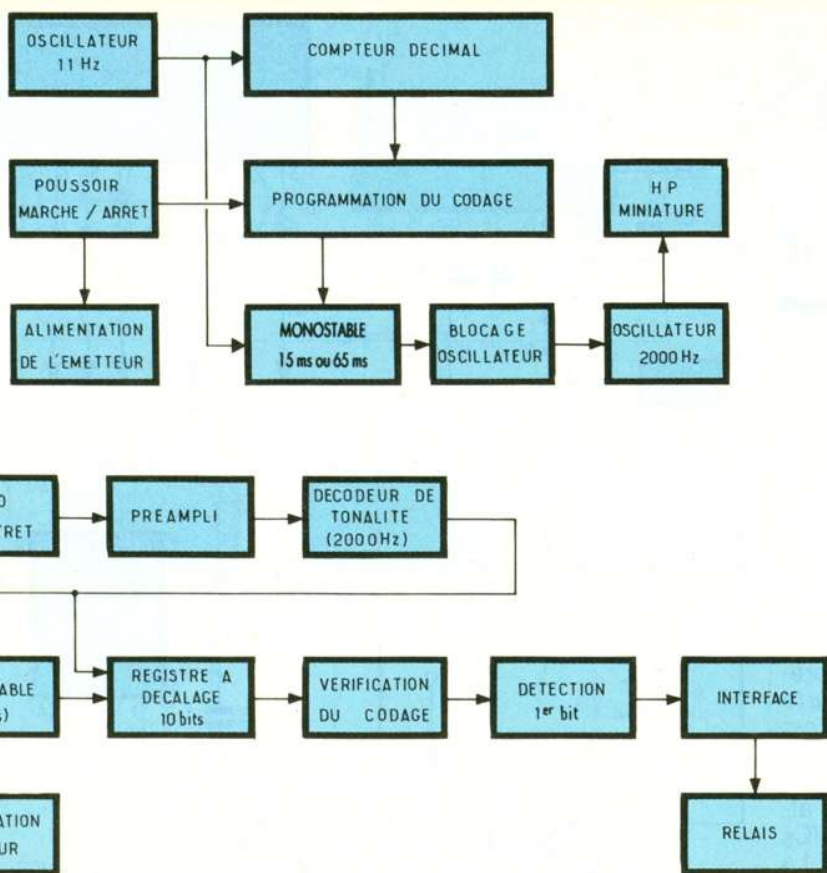 OSCILLATEUR
11 Hz
COMPTEUR DECIMAL
POUSSOIR
MARCHE / ARRET
PROGRAMMATION DU CODAGE
HP
MINIATURE
ALIMENTATION
DE L'EMETTEUR
MONOSTABLE
15 ms ou 65 ms
BLOCAGE
OSCILLATEUR
OSCILLATEUR
2000 Hz
PREAMPLI
DECODEUR DE
TONALITE
(2000Hz)
REGISTRE A
DECALAGE
10 bits
VERIFICATION
DU CODAGE
DETECTION
1er bit
INTERFACE
RELAIS